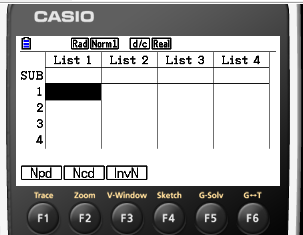 CASIO
Rad Norm1 d/c Real
List 1 List 2 List 3 List 4
SUB
1
2
3
4
Npd Ncd InvN
Trace Zoom V-Window Sketch G-Solv G↔T
F1 F2 F3 F4 F5 F6